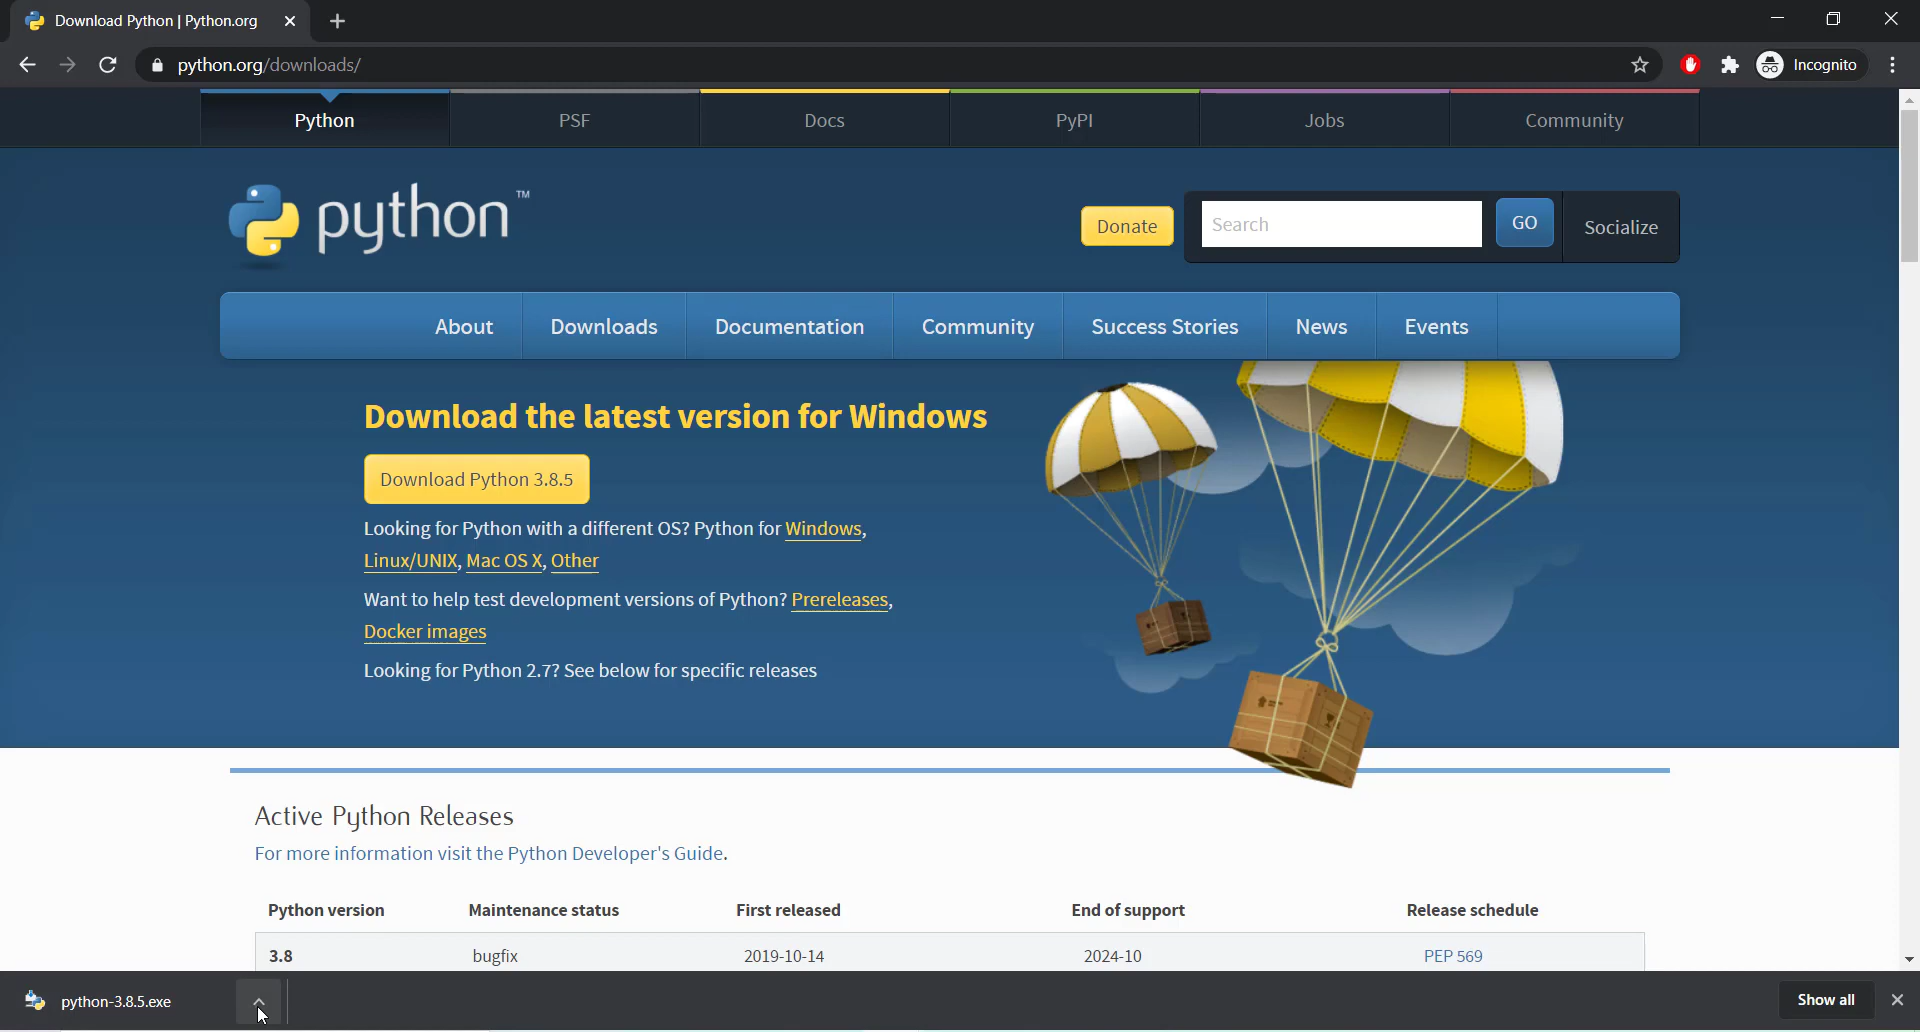 Download Python | Python.org
python.org/downloads/
Incognito
Python PSF Docs PyPI Jobs Community
python™
Donate Search GO Socialize
About Downloads Documentation Community Success Stories News Events
Download the latest version for Windows
Download Python 3.8.5
Looking for Python with a different OS? Python for Windows,
Linux/UNIX, Mac OS X, Other
Want to help test development versions of Python? Prereleases,
Docker images
Looking for Python 2.7? See below for specific releases
Active Python Releases
For more information visit the Python Developer's Guide.
Python version Maintenance status First released End of support Release schedule
3.8 bugfix 2019-10-14 2024-10 PEP 569
python-3.8.5.exe
Show all